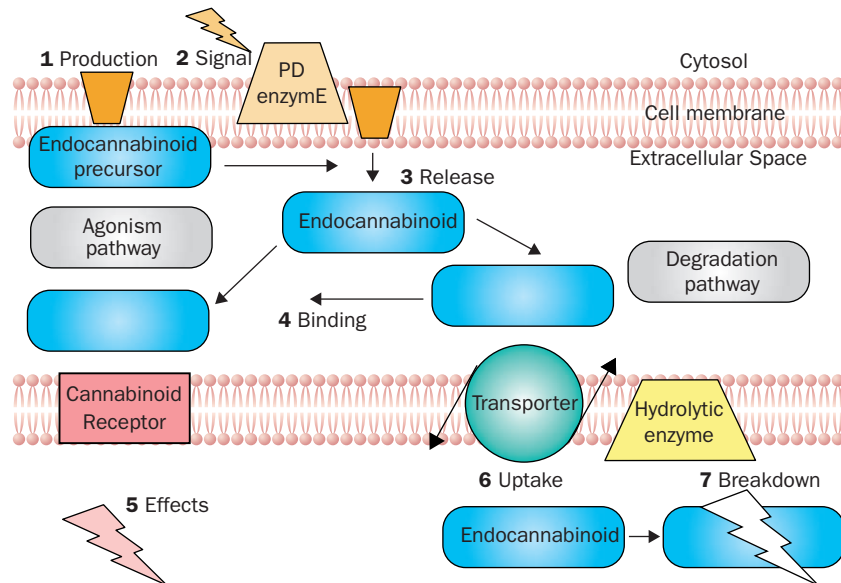 1 Production
2 Signal
PD
enzymE
Cytosol
Cell membrane
Extracellular Space
Endocannabinoid
precursor
3 Release
Endocannabinoid
Agonism
pathway
Degradation
pathway
4 Binding
Cannabinoid
Receptor
Transporter
Hydrolytic
enzyme
5 Effects
6 Uptake
7 Breakdown
Endocannabinoid